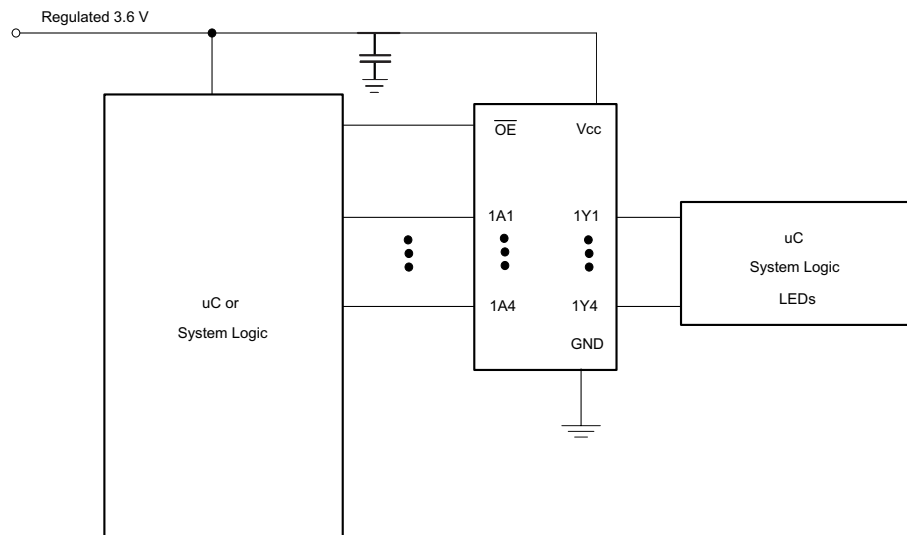 Regulated 3.6 V
OE Vcc
1A1 1Y1
1A4 1Y4
GND
uC or
System Logic
uC
System Logic
LEDs